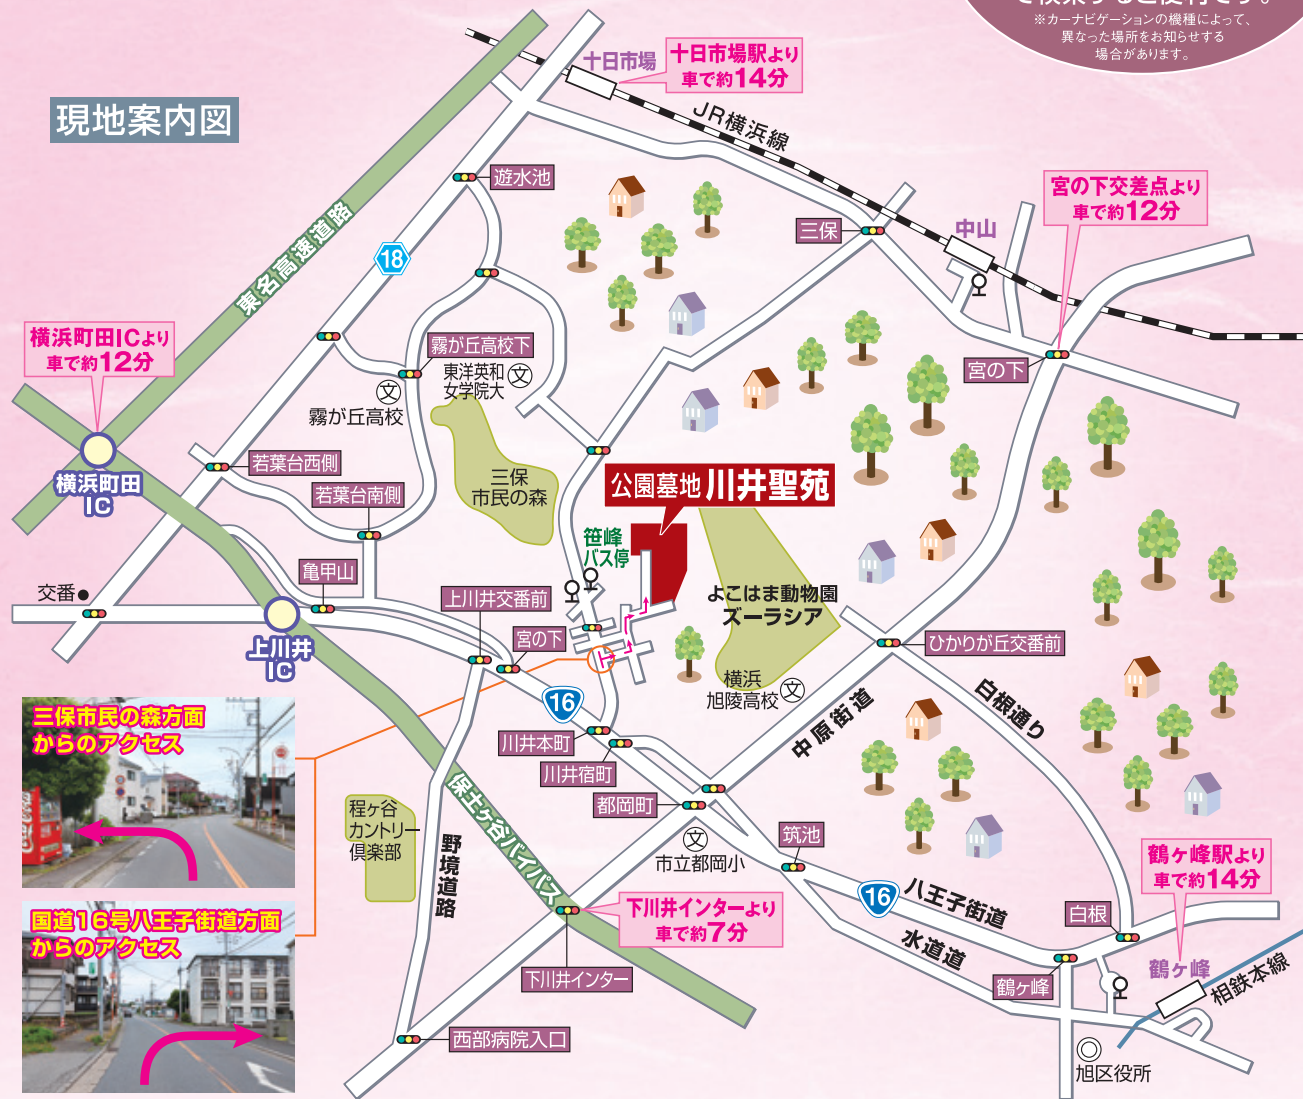 ※カーナビゲーションの機種によって、
異なった場所をお知らせする
場合があります。
現地案内図
十日市場
十日市場駅より
車で約14分
JR横浜線
遊水池
宮の下交差点より
車で約12分
三保
中山
18
東名高速道路
横浜町田ICより
車で約12分
霧が丘高校下
東洋英和
女学院大
文
文
霧が丘高校
宮の下
若葉台西側
横浜町田
IC
若葉台南側
三保
市民の森
公園墓地 川井聖苑
笹峰
バス停
亀甲山
交番
上川井交番前
よこはま動物園
ズーラシア
宮の下
上川井
IC
ひかりが丘交番前
横浜
旭陵高校
文
16
白根通り
中原街道
三保市民の森方面
からのアクセス
川井本町
川井宿町
保土ヶ谷バイパス
都岡町
程ヶ谷
カントリー
倶楽部
野境道路
文
市立都岡小
筑池
鶴ヶ峰駅より
車で約14分
16
八王子街道
水道道
下川井インターより
車で約7分
白根
国道16号八王子街道方面
からのアクセス
下川井インター
鶴ヶ峰
鶴ヶ峰
相鉄本線
西部病院入口
旭区役所